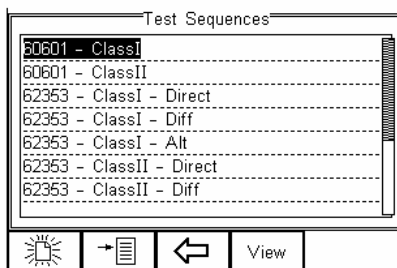 Test Sequences
60601 - ClassI
60601 - ClassII
62353 - ClassI - Direct
62353 - ClassI - Diff
62353 - ClassI - Alt
62353 - ClassII - Direct
62353 - ClassII - Diff
View